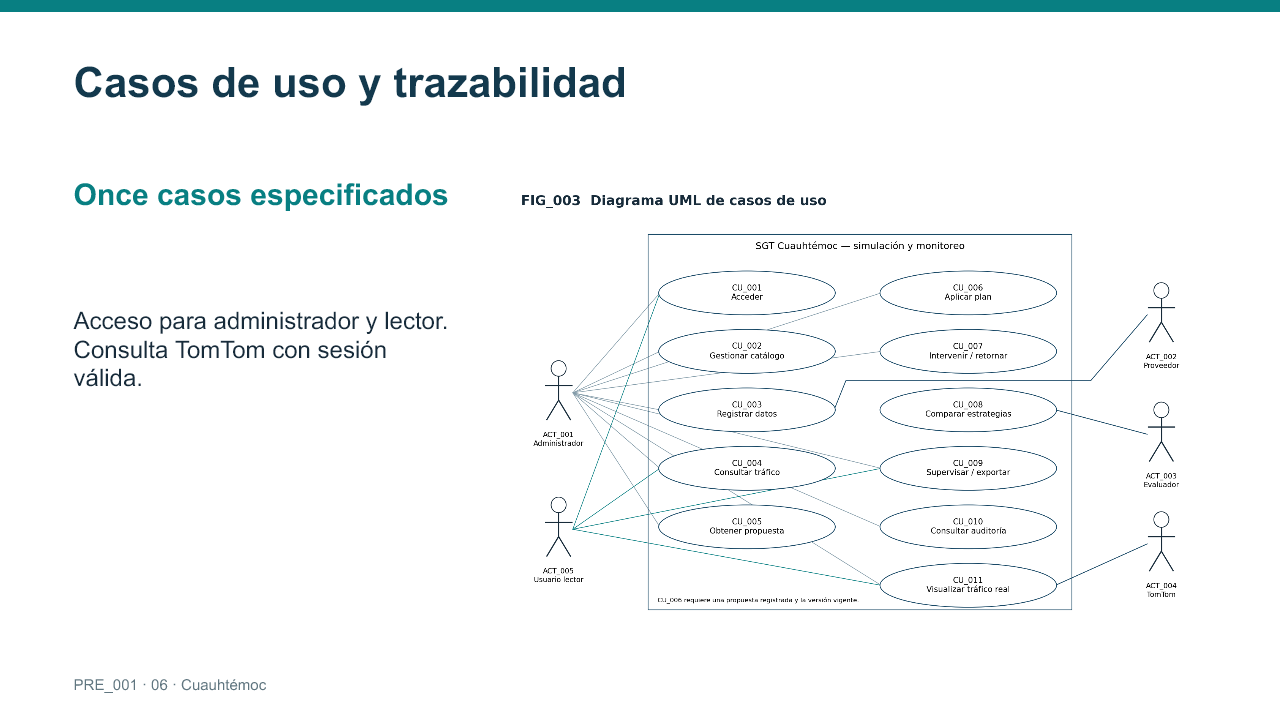 Casos de uso y trazabilidad
Once casos especificados
Acceso para administrador y lector.
Consulta TomTom con sesión
válida.
FIG_003  Diagrama UML de casos de uso
SGT Cuauhtémoc — simulación y monitoreo
CU_001
Acceder
CU_002
Gestionar catálogo
CU_003
Registrar datos
CU_004
Consultar tráfico
CU_005
Obtener propuesta
CU_006
Aplicar plan
CU_007
Intervenir / retornar
CU_008
Comparar estrategias
CU_009
Supervisar / exportar
CU_010
Consultar auditoría
CU_011
Visualizar tráfico real
CU_006 requiere una propuesta registrada y la versión vigente.
ACT_001
Administrador
ACT_005
Usuario lector
ACT_002
Proveedor
ACT_003
Evaluador
ACT_004
TomTom
PRE_001 · 06 · Cuauhtémoc